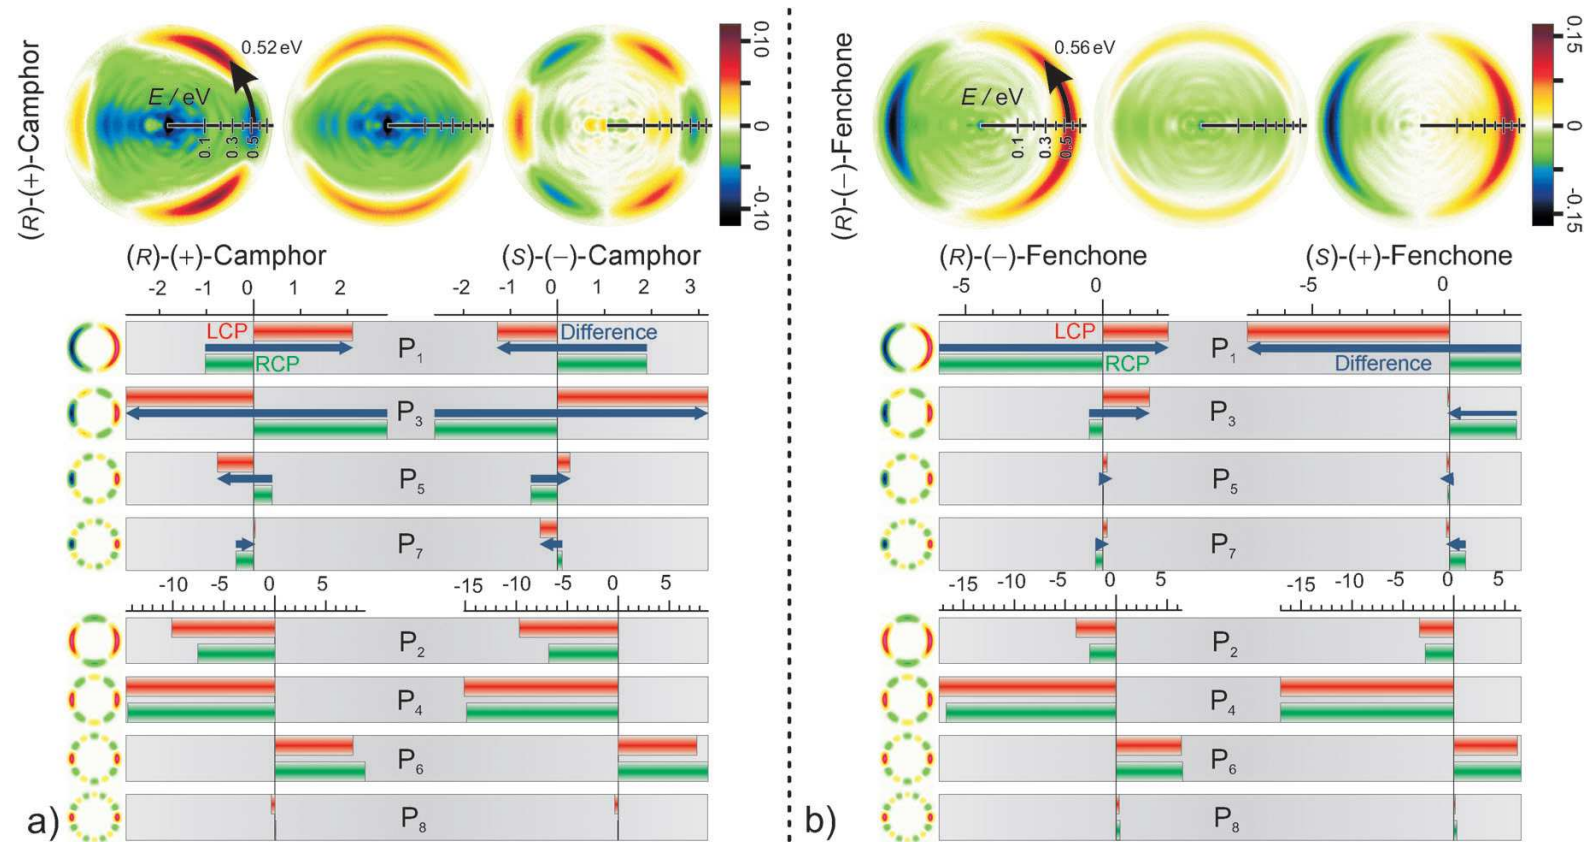 a)
(R)-(+)-Camphor
0.52 eV
E / eV
0.1 0.3 0.5
0.10
0
-0.10
(R)-(+)-Camphor (S)-(−)-Camphor
-2 -1 0 1 2 -2 -1 0 1 2 3
LCP Difference
P1
RCP
P3
P5
P7
-10 -5 0 5 -15 -10 -5 0 5
P2
P4
P6
P8
b)
(R)-(−)-Fenchone
0.56 eV
E / eV
0.1 0.3 0.5
0.15
0
-0.15
(R)-(−)-Fenchone (S)-(+)-Fenchone
-5 0 -5 0
LCP
P1
RCP Difference
P3
P5
P7
-15 -10 -5 0 5 -15 -10 -5 0 5
P2
P4
P6
P8